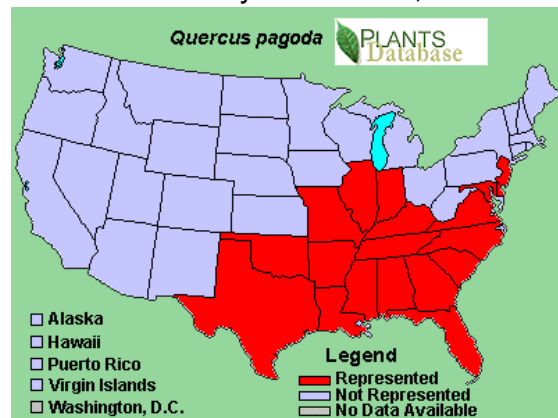 Quercus pagoda
PLANTS
Database
Alaska
Hawaii
Puerto Rico
Virgin Islands
Washington, D.C.
Legend
Represented
Not Represented
No Data Available